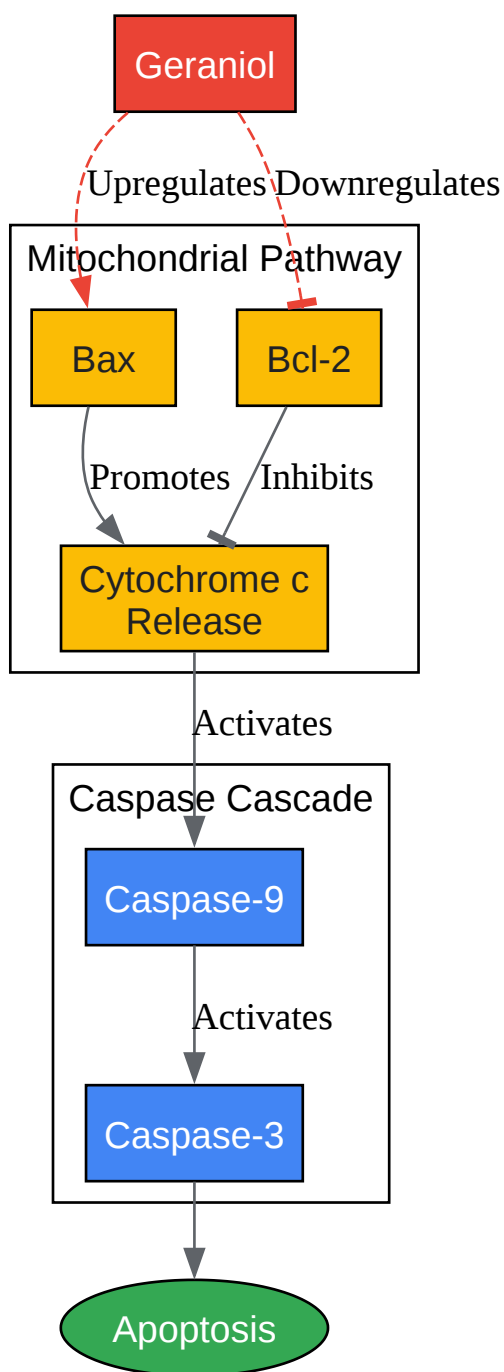 Geraniol
Upregulates
Downregulates
Mitochondrial Pathway
Bax
Bcl-2
Promotes
Inhibits
Cytochrome c
Release
Activates
Caspase Cascade
Caspase-9
Activates
Caspase-3
Apoptosis